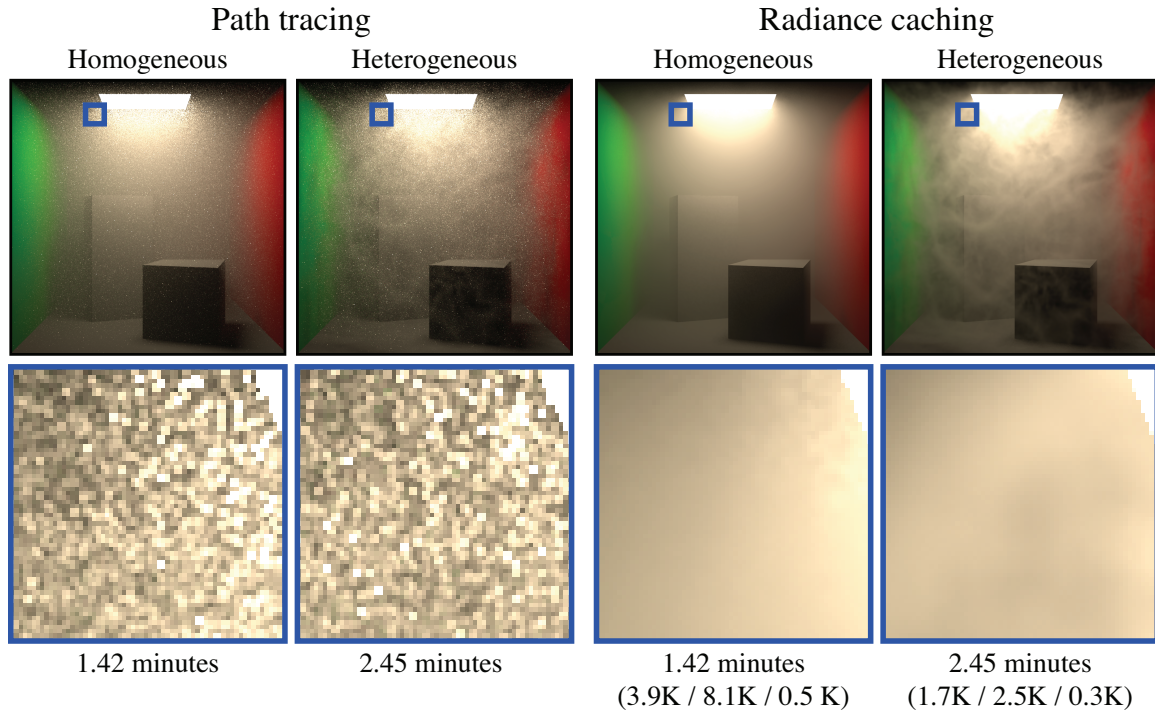 Path tracing
Radiance caching
Homogeneous
Heterogeneous
Homogeneous
Heterogeneous
1.42 minutes
2.45 minutes
1.42 minutes
2.45 minutes
(3.9K / 8.1K / 0.5 K)
(1.7K / 2.5K / 0.3K)